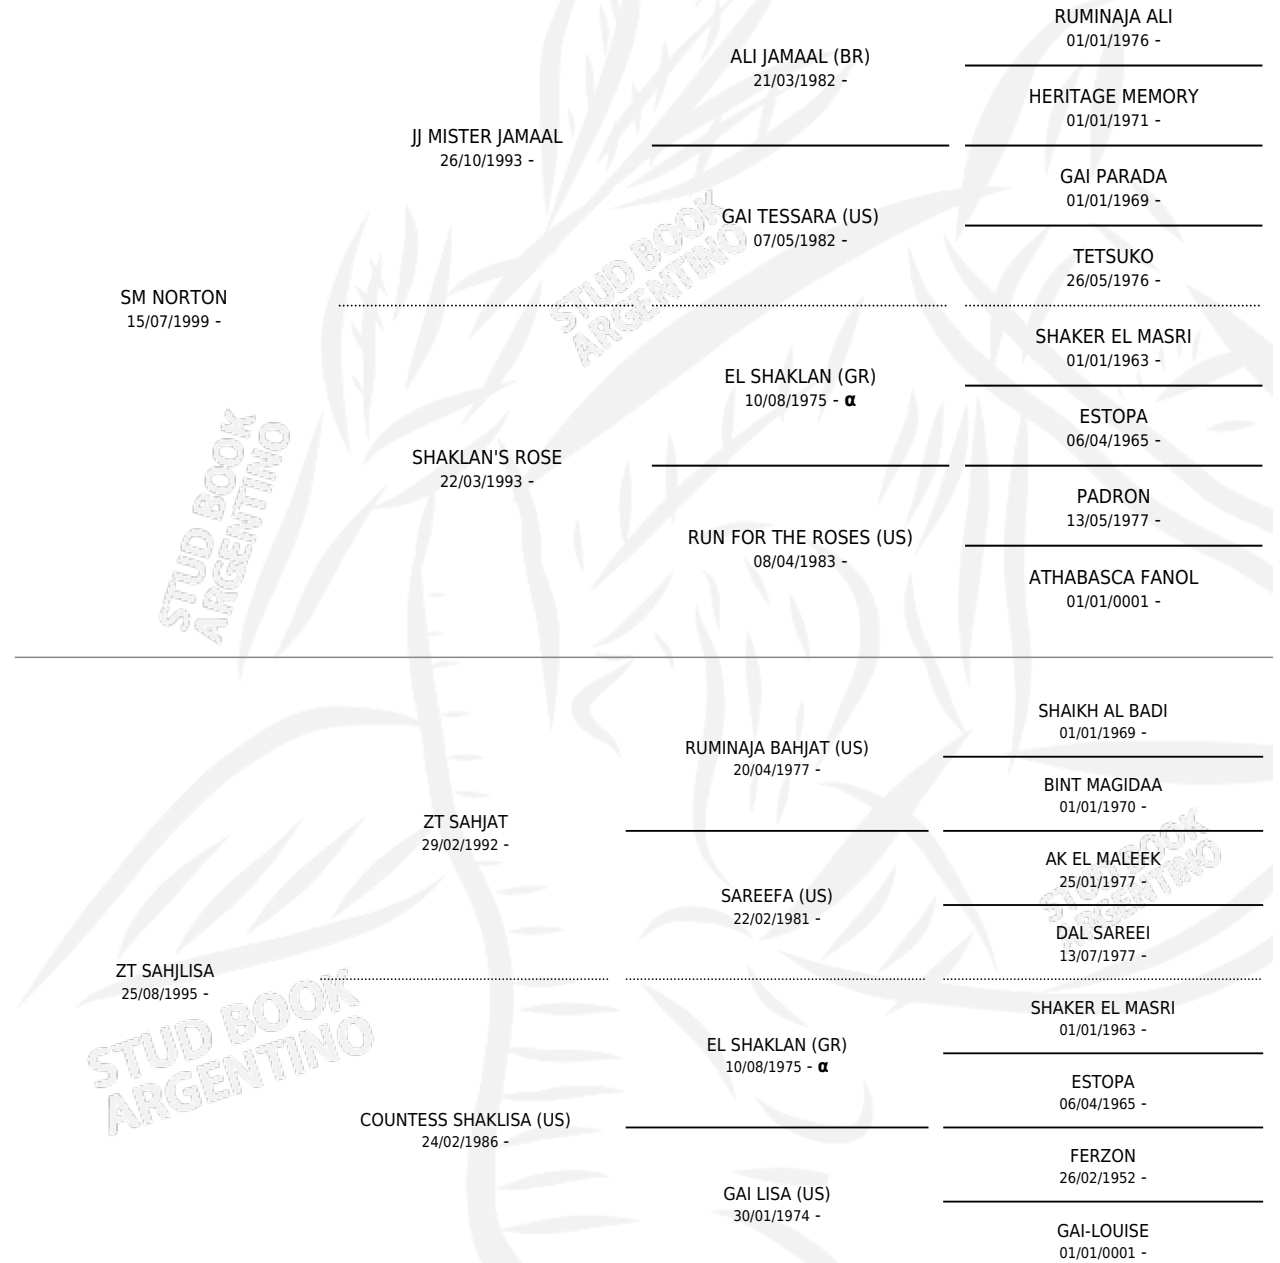 RUMINAJA ALI
01/01/1976 -
ALI JAMAAL (BR)
21/03/1982 -
HERITAGE MEMORY
01/01/1971 -
JJ MISTER JAMAAL
26/10/1993 -
GAI PARADA
01/01/1969 -
GAI TESSARA (US)
07/05/1982 -
TETSUKO
26/05/1976 -
SM NORTON
15/07/1999 -
SHAKER EL MASRI
01/01/1963 -
EL SHAKLAN (GR)
10/08/1975 - α
ESTOPA
06/04/1965 -
SHAKLAN'S ROSE
22/03/1993 -
PADRON
13/05/1977 -
RUN FOR THE ROSES (US)
08/04/1983 -
ATHABASCA FANOL
01/01/0001 -
SHAIKH AL BADI
01/01/1969 -
RUMINAJA BAHJAT (US)
20/04/1977 -
BINT MAGIDAA
01/01/1970 -
ZT SAHJAT
29/02/1992 -
AK EL MALEEK
25/01/1977 -
SAREEFA (US)
22/02/1981 -
DAL SAREEI
13/07/1977 -
ZT SAHJLISA
25/08/1995 -
SHAKER EL MASRI
01/01/1963 -
EL SHAKLAN (GR)
10/08/1975 - α
ESTOPA
06/04/1965 -
COUNTESS SHAKLISA (US)
24/02/1986 -
FERZON
26/02/1952 -
GAI LISA (US)
30/01/1974 -
GAI-LOUISE
01/01/0001 -
STUD BOOK
ARGENTINO
STUD BOOK
ARGENTINO
STUD BOOK
ARGENTINO
STUD BOOK
ARGENTINO